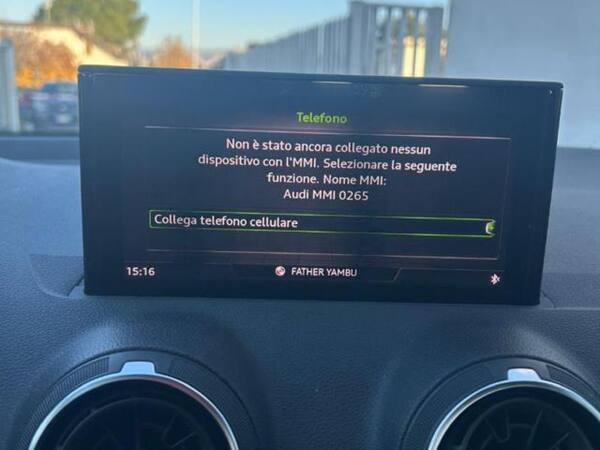 Telefono
Non è stato ancora collegato nessun
dispositivo con l'MMI. Selezionare la seguente
funzione. Nome MMI:
Audi MMI 0265
Collega telefono cellulare
15:16 FATHER YAMBU